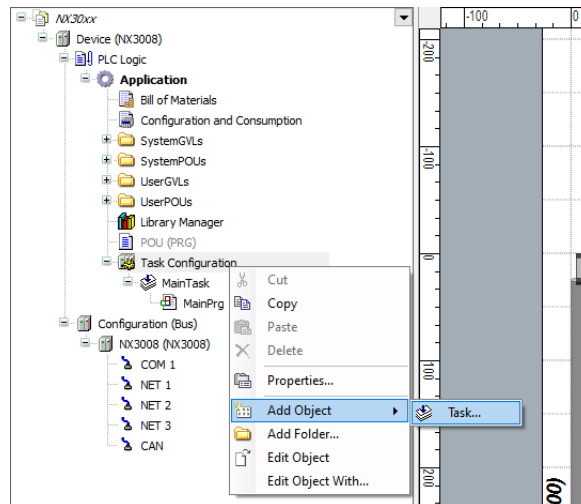 NX30xx
Device (NX3008)
PLC Logic
Application
Bill of Materials
Configuration and Consumption
SystemGVLs
SystemPOUs
UserGVLs
UserPOUs
Library Manager
POU (PRG)
Task Configuration
MainTask
MainPrg
Configuration (Bus)
NX3008 (NX3008)
COM 1
NET 1
NET 2
NET 3
CAN
Cut
Copy
Paste
Delete
Properties...
Add Object
Add Folder...
Edit Object
Edit Object With...
Task...
-100
0
-200
-100
0
100
200